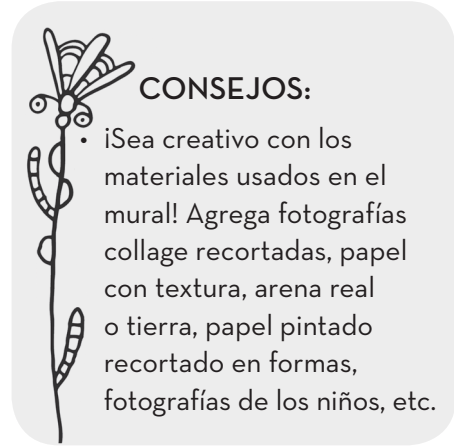 CONSEJOS:
• ¡Sea creativo con los
materiales usados en el
mural! Agrega fotografías
collage recortadas, papel
con textura, arena real
o tierra, papel pintado
recortado en formas,
fotografías de los niños, etc.